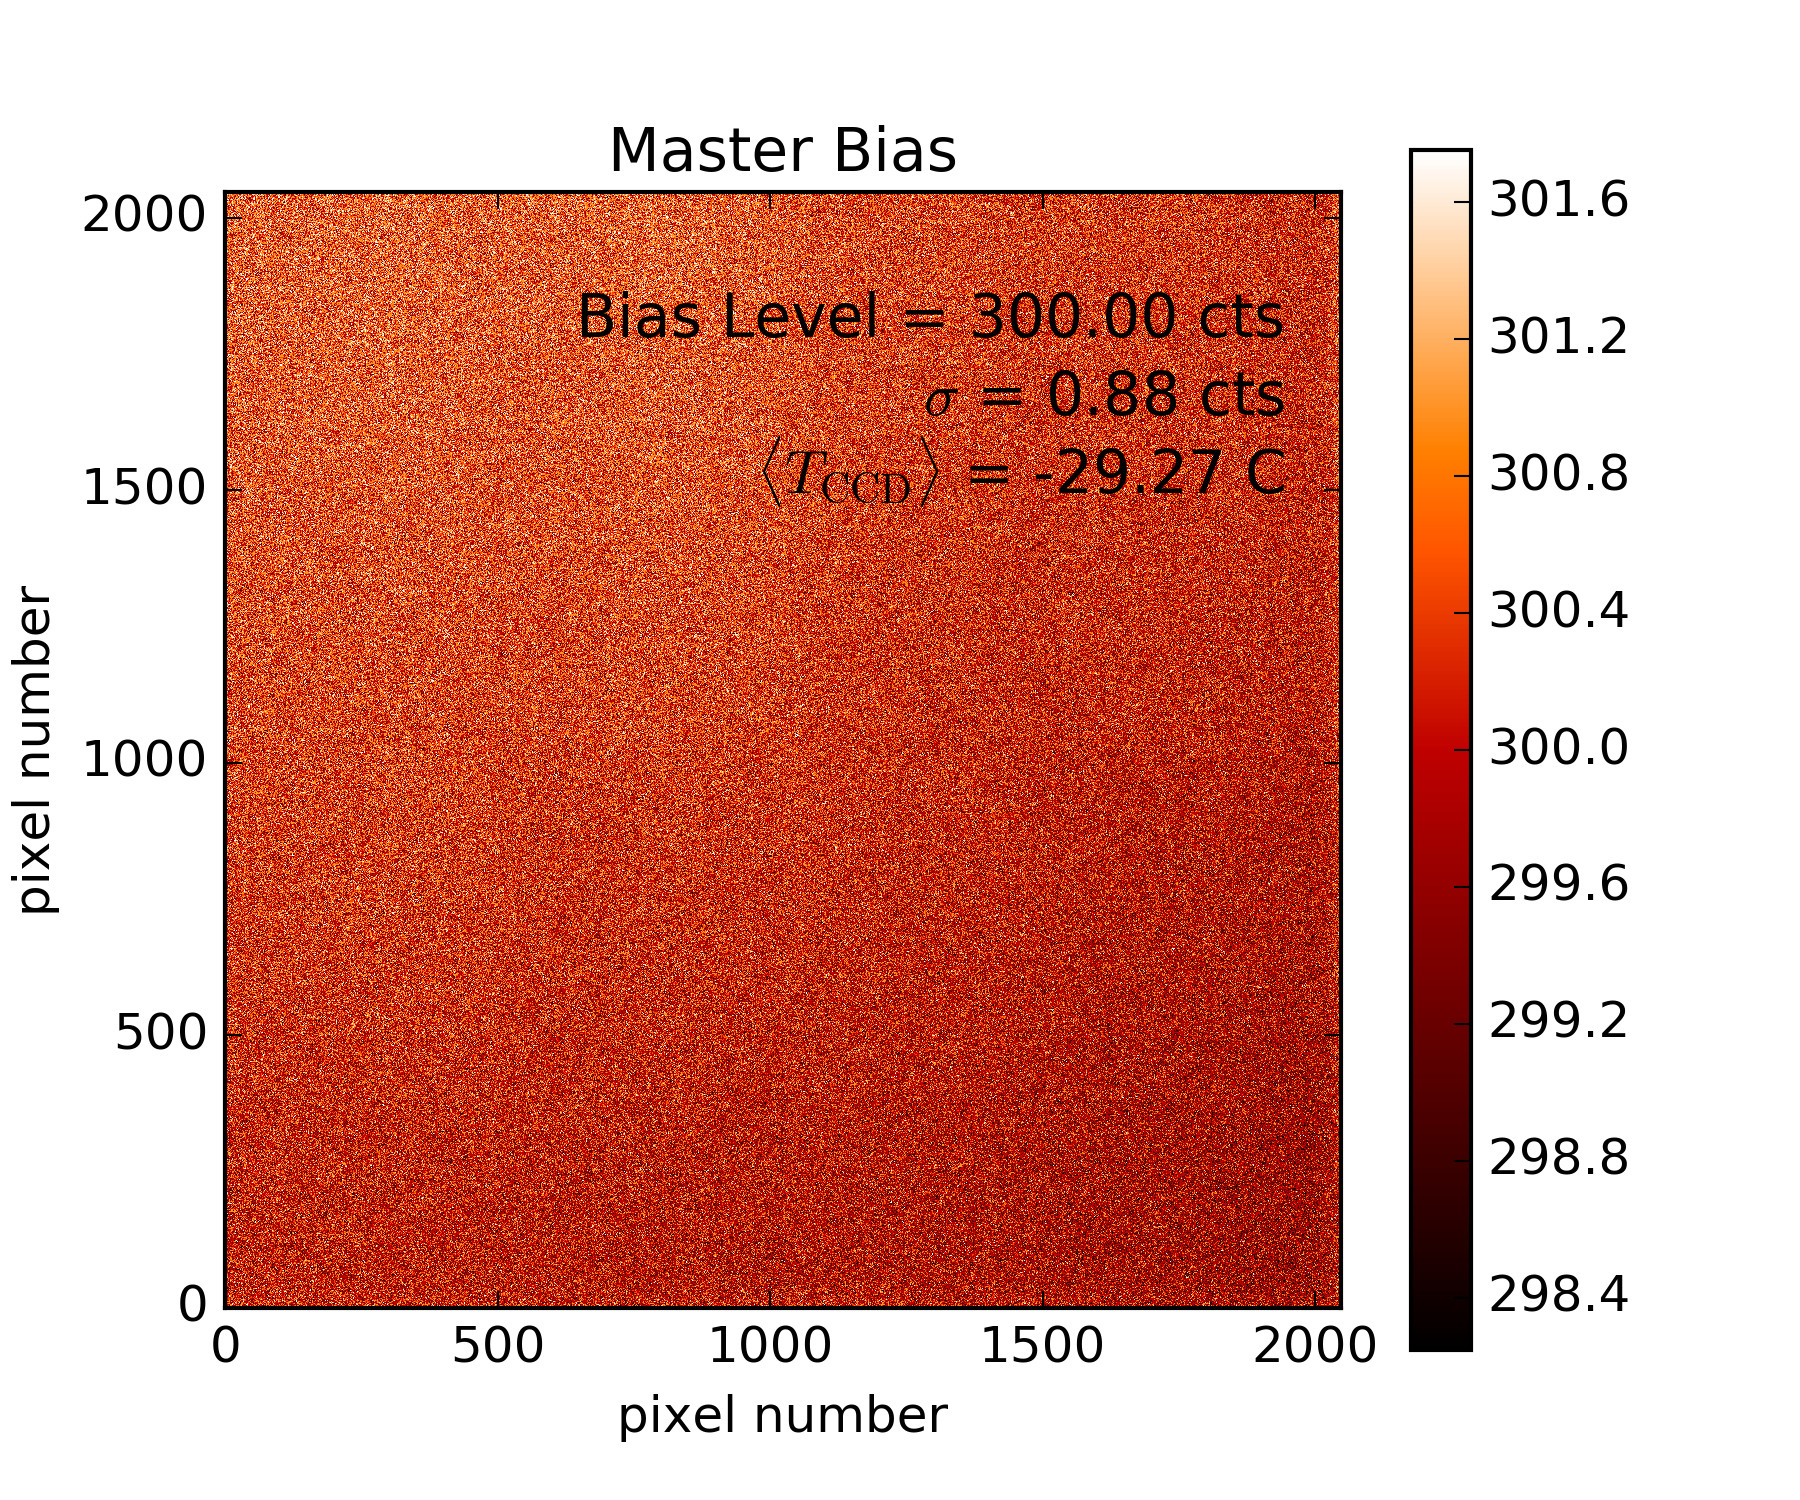 Master Bias
2000
1500
1000
500
0
pixel number
Bias Level = 300.00 cts
σ = 0.88 cts
⟨T_CCD⟩ = -29.27 C
0 500 1000 1500 2000
pixel number
301.6
301.2
300.8
300.4
300.0
299.6
299.2
298.8
298.4